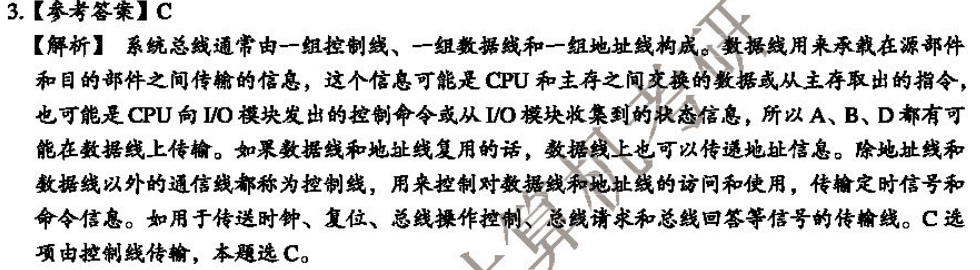 3.【参考答案】C
【解析】 系统总线通常由一组控制线、一组数据线和一组地址线构成。数据线用来承载在源部件
和目的部件之间传输的信息，这个信息可能是 CPU 和主存之间交换的数据或从主存取出的指令，
也可能是 CPU 向 I/O 模块发出的控制命令或从 I/O 模块收集到的状态信息，所以 A、B、D 都有可
能在数据线上传输。如果数据线和地址线复用的话，数据线上也可以传递地址信息。除地址线和
数据线以外的通信线都称为控制线，用来控制对数据线和地址线的访问和使用，传输定时信号和
命令信息。如用于传送时钟、复位、总线操作控制、总线请求和总线回答等信号的传输线。C 选
项由控制线传输，本题选 C。
计算机考研